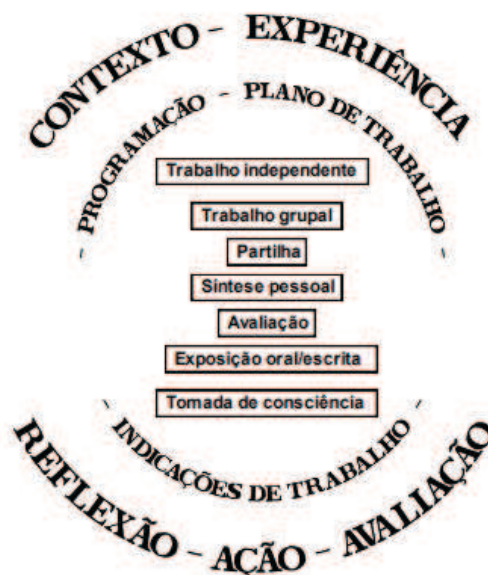 CONTEXTO - EXPERIÊNCIA
- PROGRAMAÇÃO - PLANO DE TRABALHO -
Trabalho independente
Trabalho grupal
Partilha
Síntese pessoal
Avaliação
Exposição oral/escrita
Tomada de consciência
- INDICAÇÕES DE TRABALHO -
REFLEXÃO - AÇÃO - AVALIAÇÃO